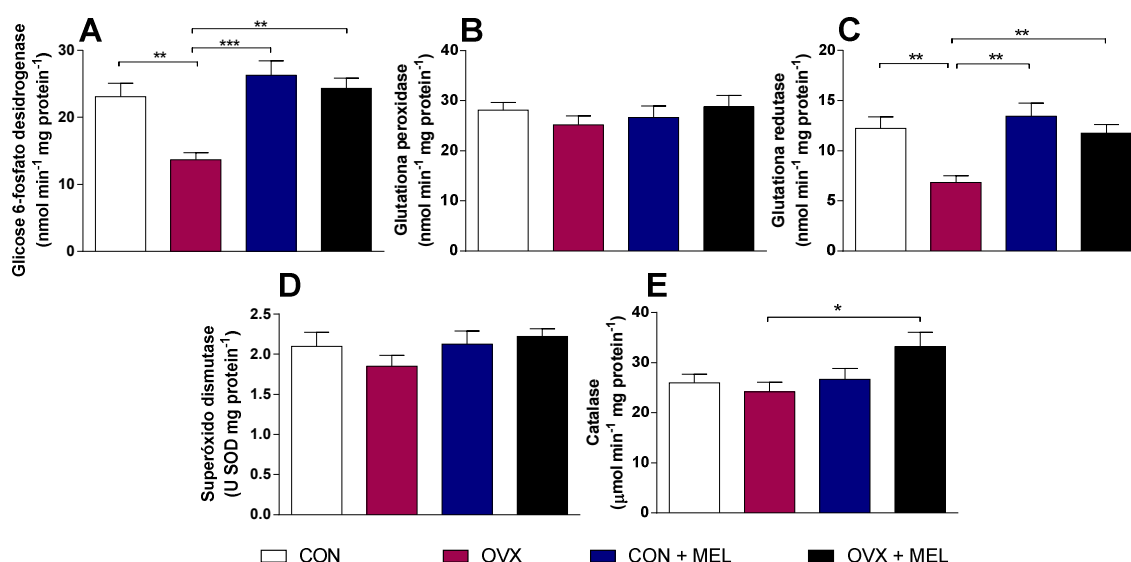 A
Glicose 6-fosfato desidrogenase
(nmol min-1 mg protein-1)
30
20
10
0
**
***
**
B
Glutationa peroxidase
(nmol min-1 mg protein-1)
40
30
20
10
0
C
Glutationa redutase
(nmol min-1 mg protein-1)
20
15
10
5
0
**
**
**
D
Superóxido dismutase
(U SOD mg protein-1)
2.5
2.0
1.5
1.0
0.5
0.0
E
Catalase
(µmol min-1 mg protein-1)
40
30
20
10
0
*
CON
OVX
CON + MEL
OVX + MEL